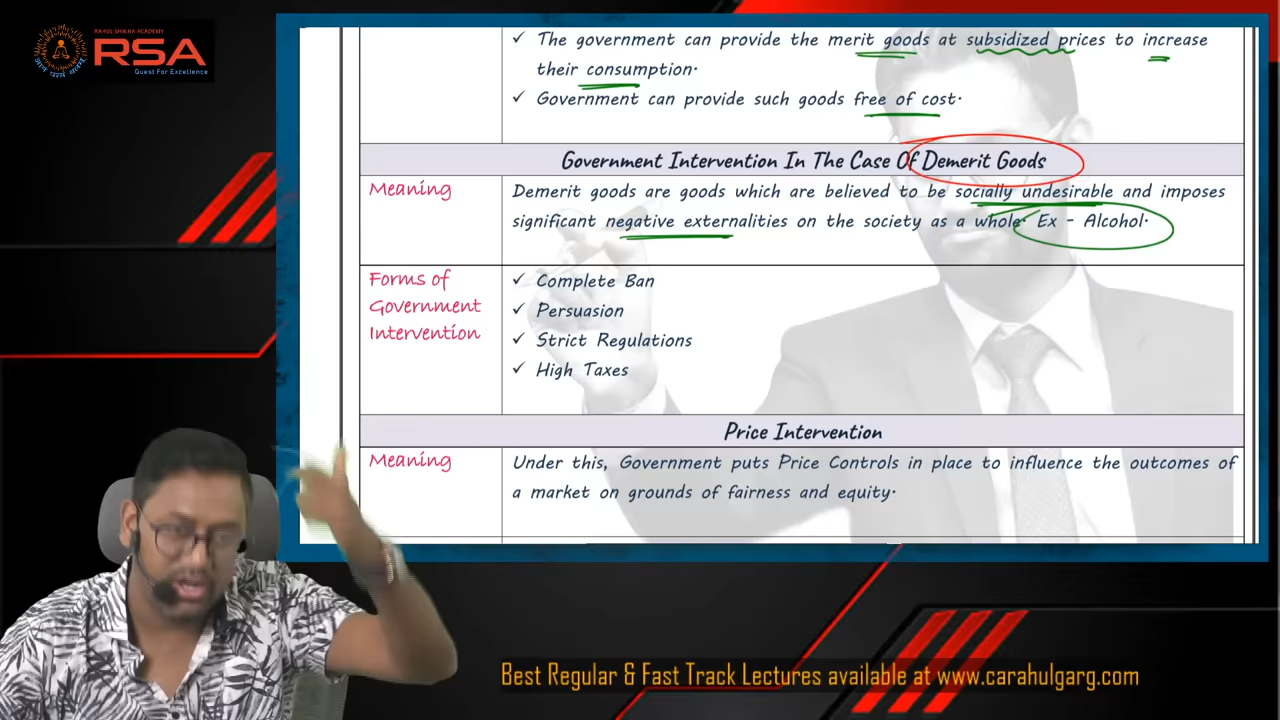 RAHUL SHIKHA ACADEMY
RSA
Quest For Excellence
✓ The government can provide the merit goods at subsidized prices to increase
their consumption.
✓ Government can provide such goods free of cost.
Government Intervention In The Case Of Demerit Goods
Meaning
Demerit goods are goods which are believed to be socially undesirable and imposes
significant negative externalities on the society as a whole. Ex - Alcohol.
Forms of
Government
Intervention
✓ Complete Ban
✓ Persuasion
✓ Strict Regulations
✓ High Taxes
Price Intervention
Meaning
Under this, Government puts Price Controls in place to influence the outcomes of
a market on grounds of fairness and equity.
Best Regular & Fast Track Lectures available at www.carahulgarg.com